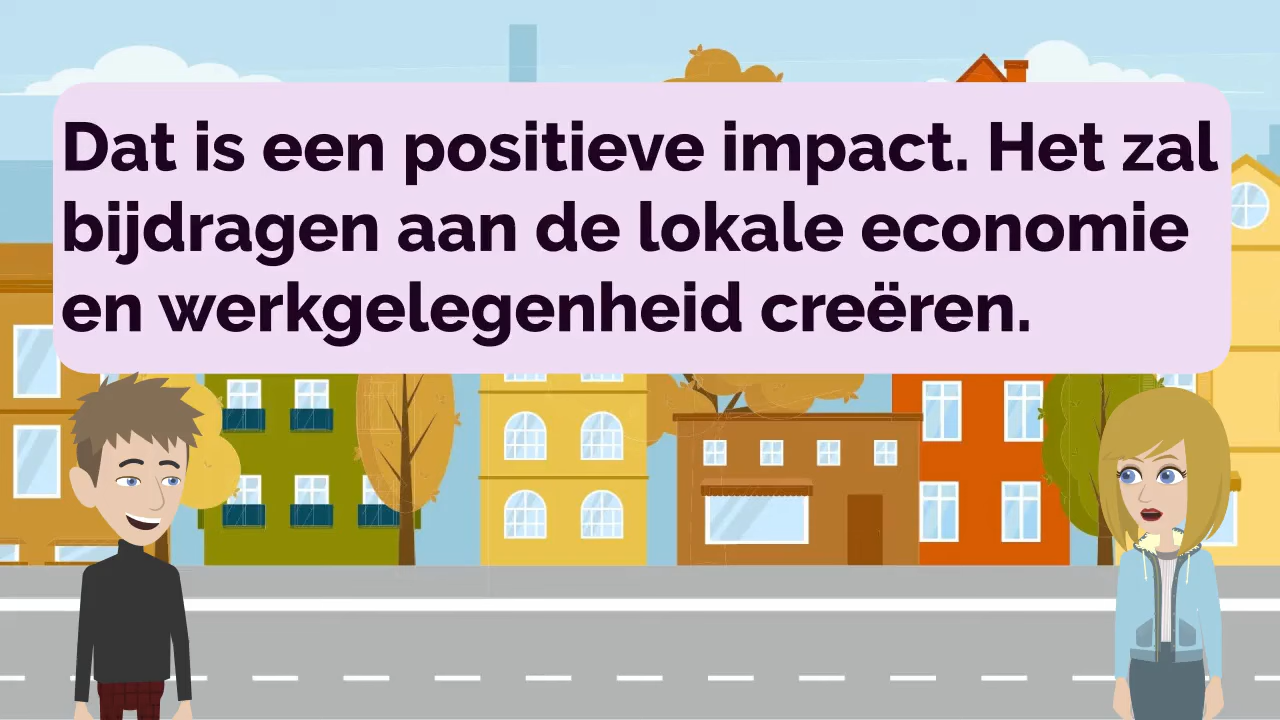 Dat is een positieve impact. Het zal
bijdragen aan de lokale economie
en werkgelegenheid creëren.